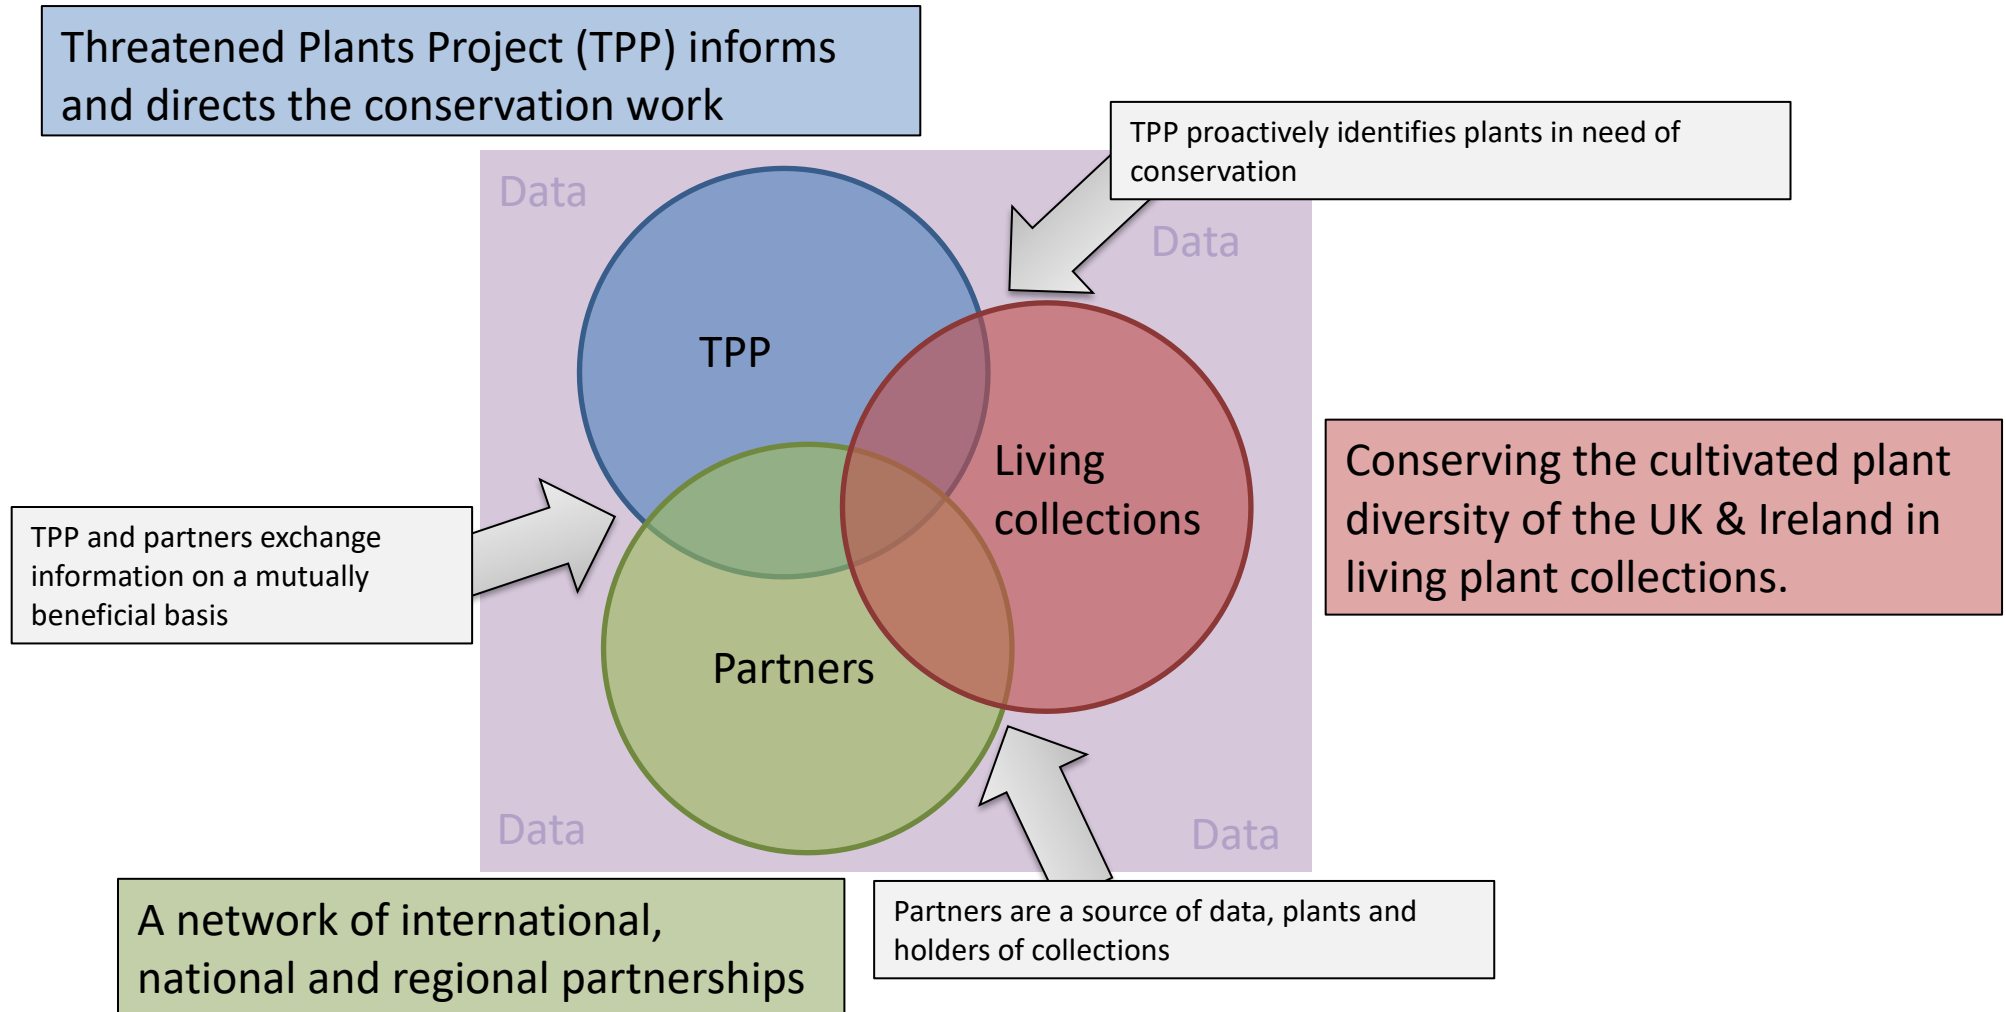 Threatened Plants Project (TPP) informs
and directs the conservation work
TPP proactively identifies plants in need of
conservation
Data
Data
TPP
Living
collections
Conserving the cultivated plant
diversity of the UK & Ireland in
living plant collections.
TPP and partners exchange
information on a mutually
beneficial basis
Partners
Data
Data
A network of international,
national and regional partnerships
Partners are a source of data, plants and
holders of collections